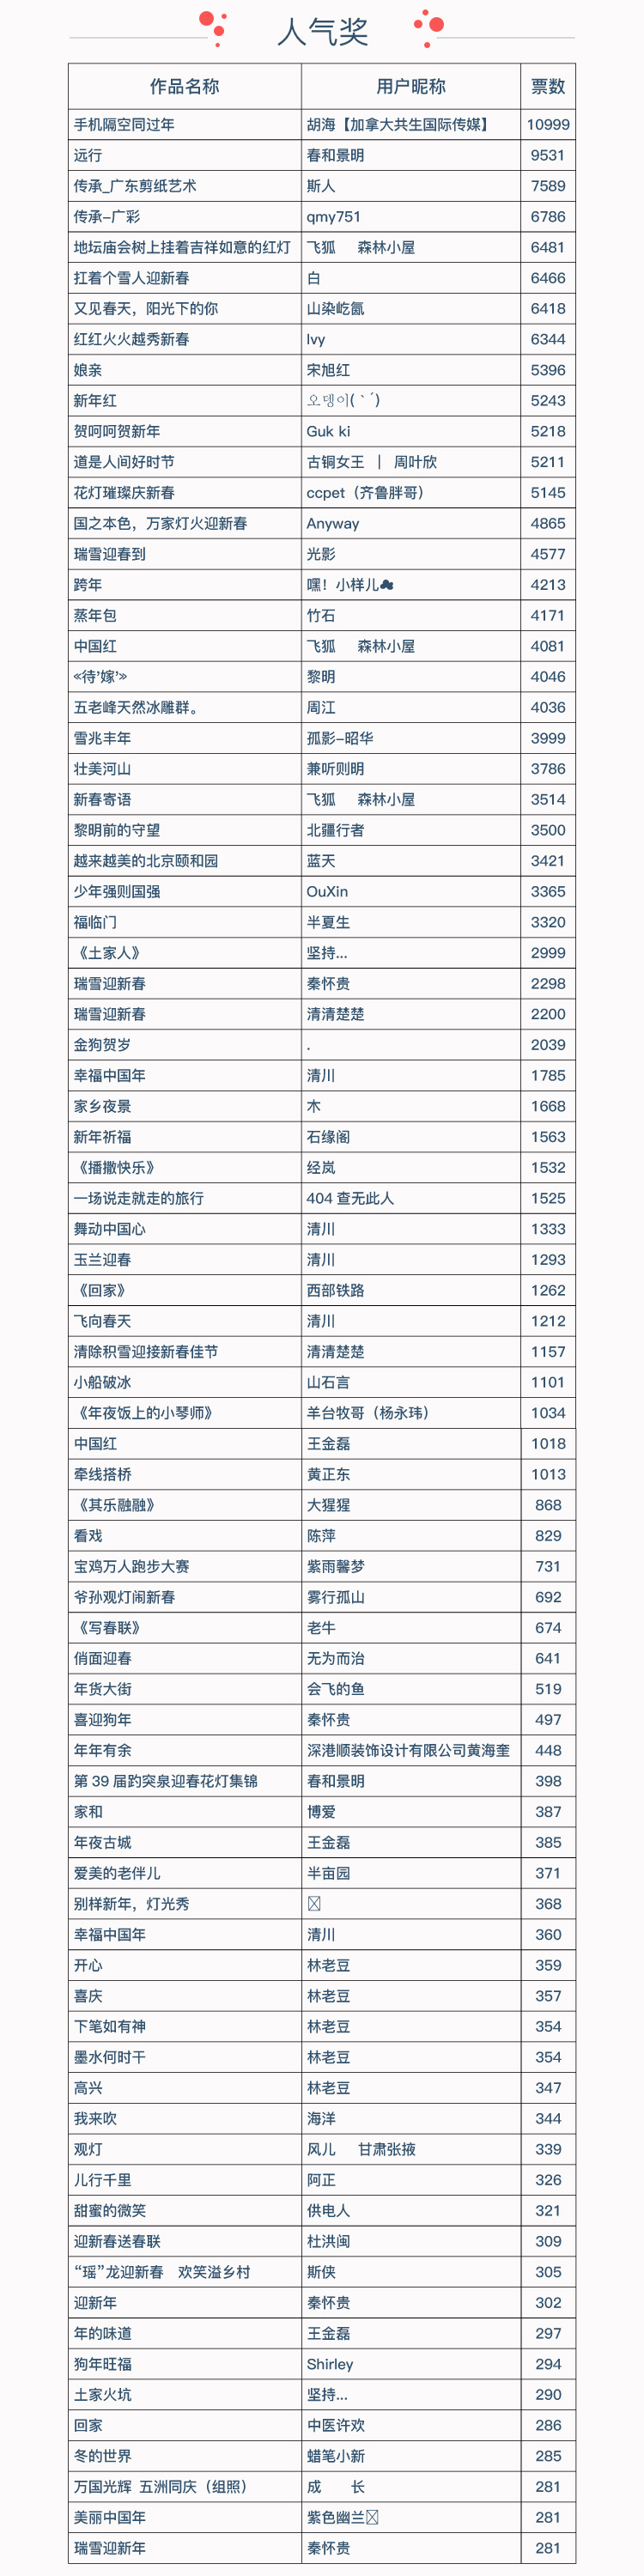 人气奖
作品名称 用户昵称 票数
手机隔空同过年 胡海【加拿大共生国际传媒】 10999
远行 春和景明 9531
传承_广东剪纸艺术 斯人 7589
传承-广彩 qmy751 6786
地坛庙会树上挂着吉祥如意的红灯 飞狐 森林小屋 6481
扛着个雪人迎新春 白 6466
又见春天，阳光下的你 山染屹氤 6418
红红火火越秀新春 Ivy 6344
娘亲 宋旭红 5396
新年红 오뎅이(｀´) 5243
贺呵呵贺新年 Guk ki 5218
道是人间好时节 古铜女王 | 周叶欣 5211
花灯璀璨庆新春 ccpet（齐鲁胖哥） 5145
国之本色，万家灯火迎新春 Anyway 4865
瑞雪迎春到 光影 4577
跨年 嘿！小样儿☁ 4213
蒸年包 竹石 4171
中国红 飞狐 森林小屋 4081
«待'嫁'» 黎明 4046
五老峰天然冰雕群。 周江 4036
雪兆丰年 孤影-昭华 3999
壮美河山 兼听则明 3786
新春寄语 飞狐 森林小屋 3514
黎明前的守望 北疆行者 3500
越来越美的北京颐和园 蓝天 3421
少年强则国强 OuXin 3365
福临门 半夏生 3320
《土家人》 坚持... 2999
瑞雪迎新春 秦怀贵 2298
瑞雪迎新春 清清楚楚 2200
金狗贺岁 . 2039
幸福中国年 清川 1785
家乡夜景 木 1668
新年祈福 石缘阁 1563
《播撒快乐》 经岚 1532
一场说走就走的旅行 404 查无此人 1525
舞动中国心 清川 1333
玉兰迎春 清川 1293
《回家》 西部铁路 1262
飞向春天 清川 1212
清除积雪迎接新春佳节 清清楚楚 1157
小船破冰 山石言 1101
《年夜饭上的小琴师》 羊台牧哥（杨永玮） 1034
中国红 王金磊 1018
牵线搭桥 黄正东 1013
《其乐融融》 大猩猩 868
看戏 陈萍 829
宝鸡万人跑步大赛 紫雨馨梦 731
爷孙观灯闹新春 雾行孤山 692
《写春联》 老牛 674
俏面迎春 无为而治 641
年货大街 会飞的鱼 519
喜迎狗年 秦怀贵 497
年年有余 深港顺装饰设计有限公司黄海奎 448
第 39 届趵突泉迎春花灯集锦 春和景明 398
家和 博爱 387
年夜古城 王金磊 385
爱美的老伴儿 半亩园 371
别样新年，灯光秀 368
幸福中国年 清川 360
开心 林老豆 359
喜庆 林老豆 357
下笔如有神 林老豆 354
墨水何时干 林老豆 354
高兴 林老豆 347
我来吹 海洋 344
观灯 风儿 甘肃张掖 339
儿行千里 阿正 326
甜蜜的微笑 供电人 321
迎新春送春联 杜洪闽 309
“瑶”龙迎新春 欢笑溢乡村 斯侠 305
迎新年 秦怀贵 302
年的味道 王金磊 297
狗年旺福 Shirley 294
土家火坑 坚持... 290
回家 中医许欢 286
冬的世界 蜡笔小新 285
万国光辉 五洲同庆（组照） 成 长 281
美丽中国年 紫色幽兰 281
瑞雪迎新年 秦怀贵 281